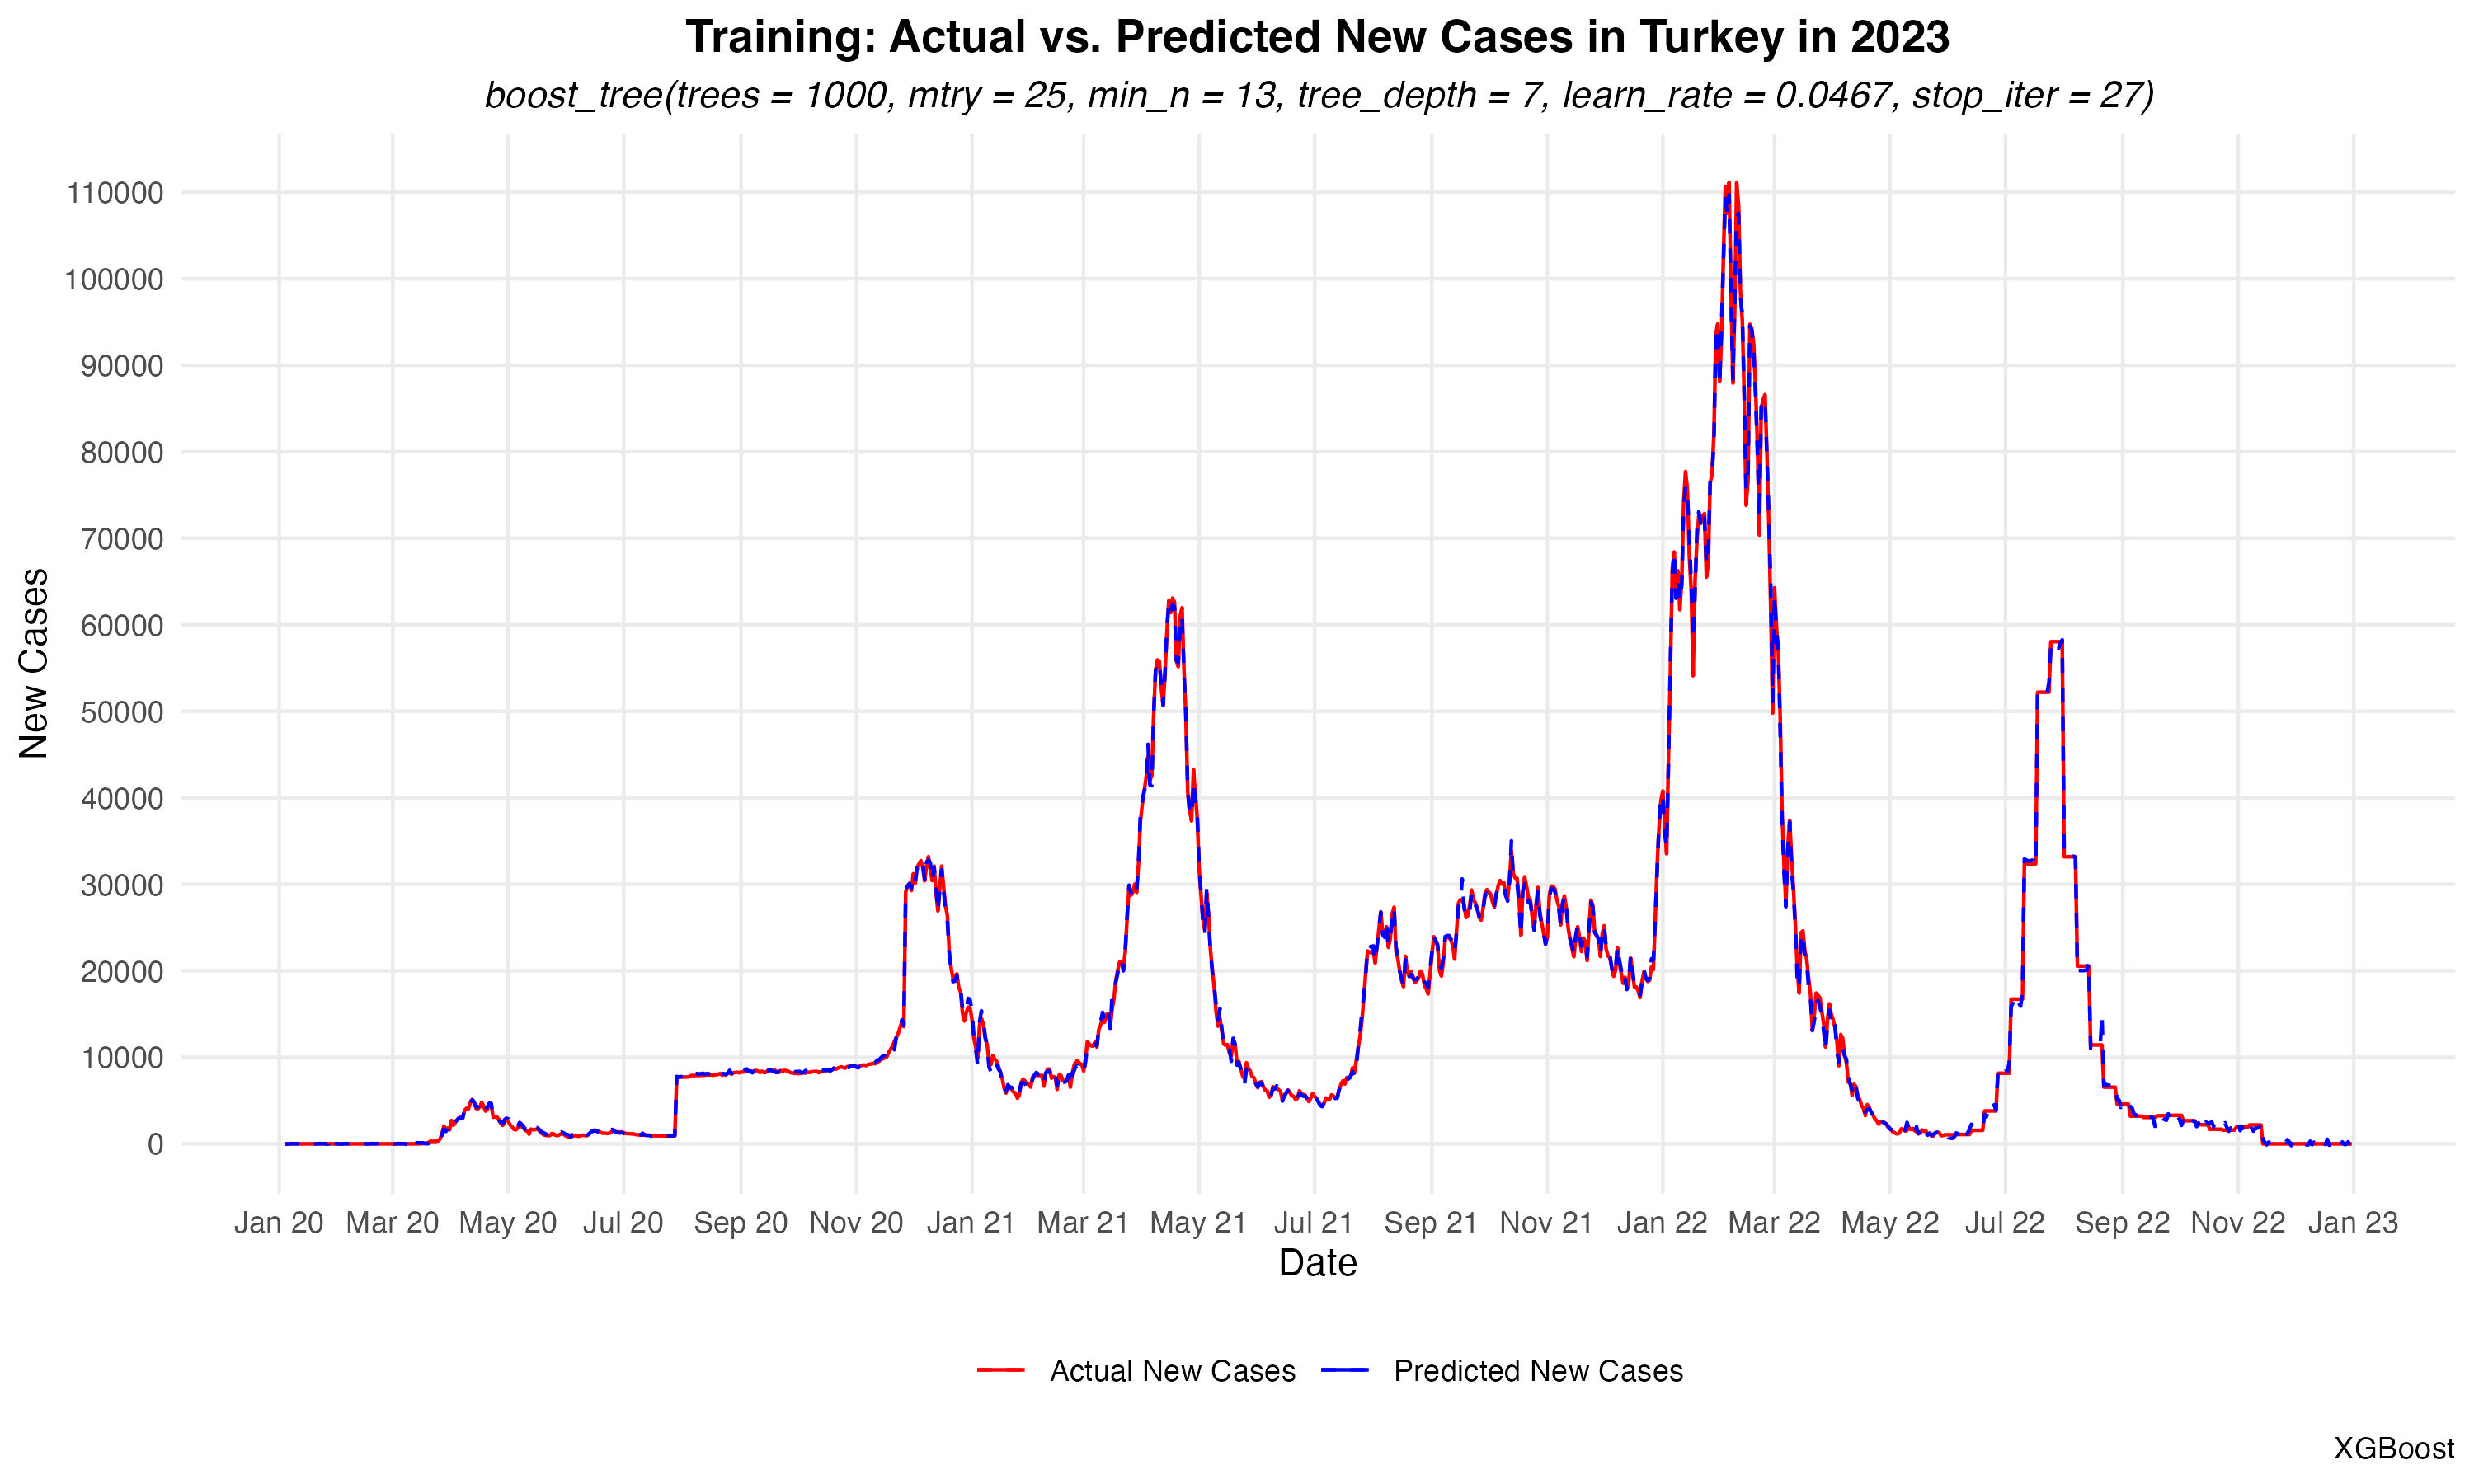 Training: Actual vs. Predicted New Cases in Turkey in 2023
boost_tree(trees = 1000, mtry = 25, min_n = 13, tree_depth = 7, learn_rate = 0.0467, stop_iter = 27)
New Cases
110000
100000
90000
80000
70000
60000
50000
40000
30000
20000
10000
0
Jan 20 Mar 20 May 20 Jul 20 Sep 20 Nov 20 Jan 21 Mar 21 May 21 Jul 21 Sep 21 Nov 21 Jan 22 Mar 22 May 22 Jul 22 Sep 22 Nov 22 Jan 23
Date
Actual New Cases Predicted New Cases
XGBoost